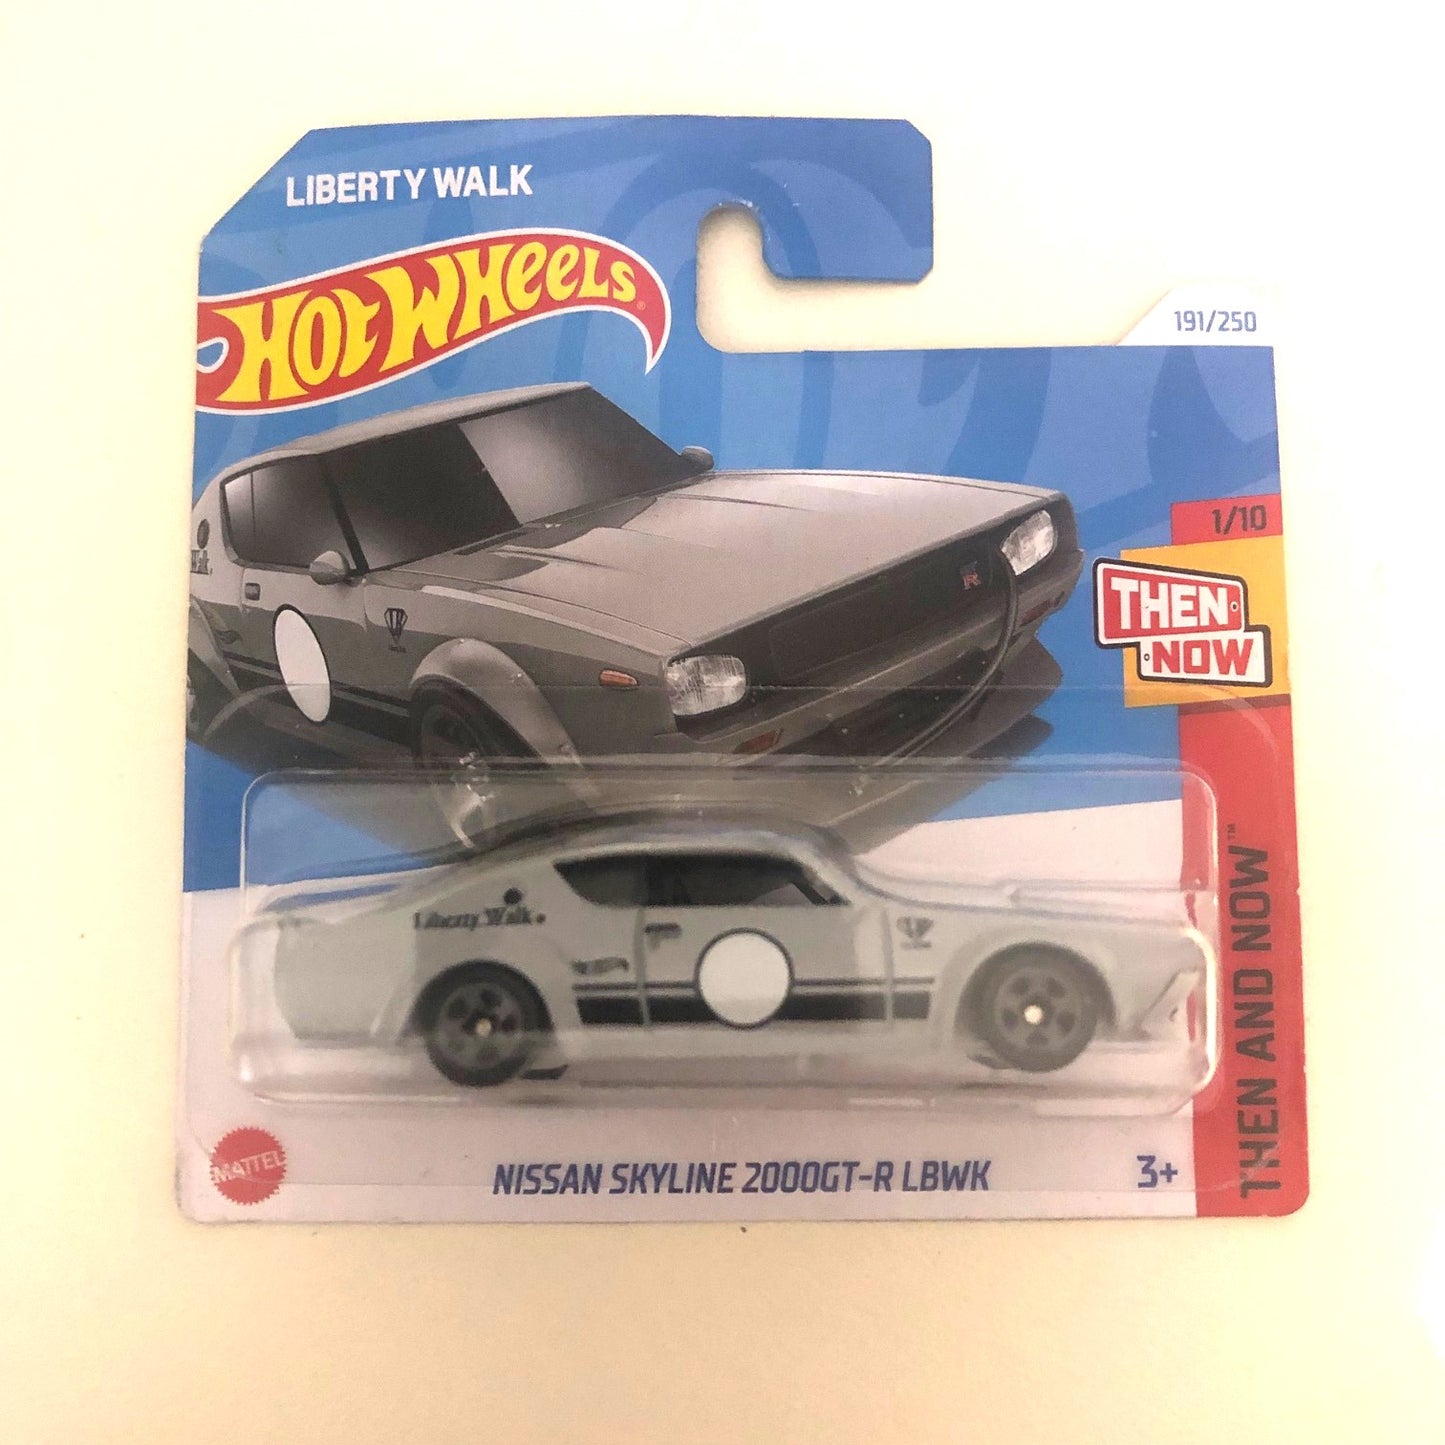 LIBERTY WALK
HOT WHEELS
191/250
1/10
THEN
NOW
R
Walk.
Liberty Walk.
THEN AND NOW™
MATTEL
NISSAN SKYLINE 2000GT-R LBWK
3+